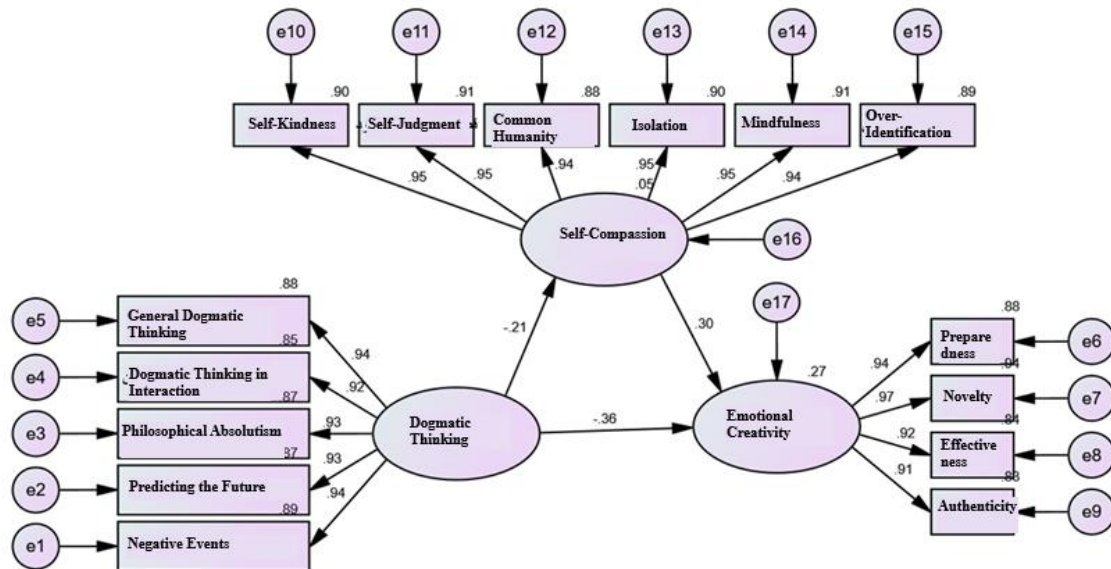 e10 e11 e12 e13 e14 e15
.90 .91 .88 .90 .91 .89
Self-Kindness
Self-Judgment
Common
Humanity
Isolation
Mindfulness
Over-
Identification
.95 .95 .94 .95 .95 .94
.05
Self-Compassion
e16
e17
-.21
.30
-.36
.27
Dogmatic
Thinking
Emotional
Creativity
e5
.88
General Dogmatic
Thinking
.94
e4
.85
Dogmatic Thinking in
Interaction
.92
e3
.87
Philosophical Absolutism
.93
e2
.87
Predicting the Future
.93
e1
.89
Negative Events
.94
.88
Prepare
dness
e6
.94
.94
Novelty
e7
.97
.84
Effective
ness
e8
.92
Authenticity
e9
.91